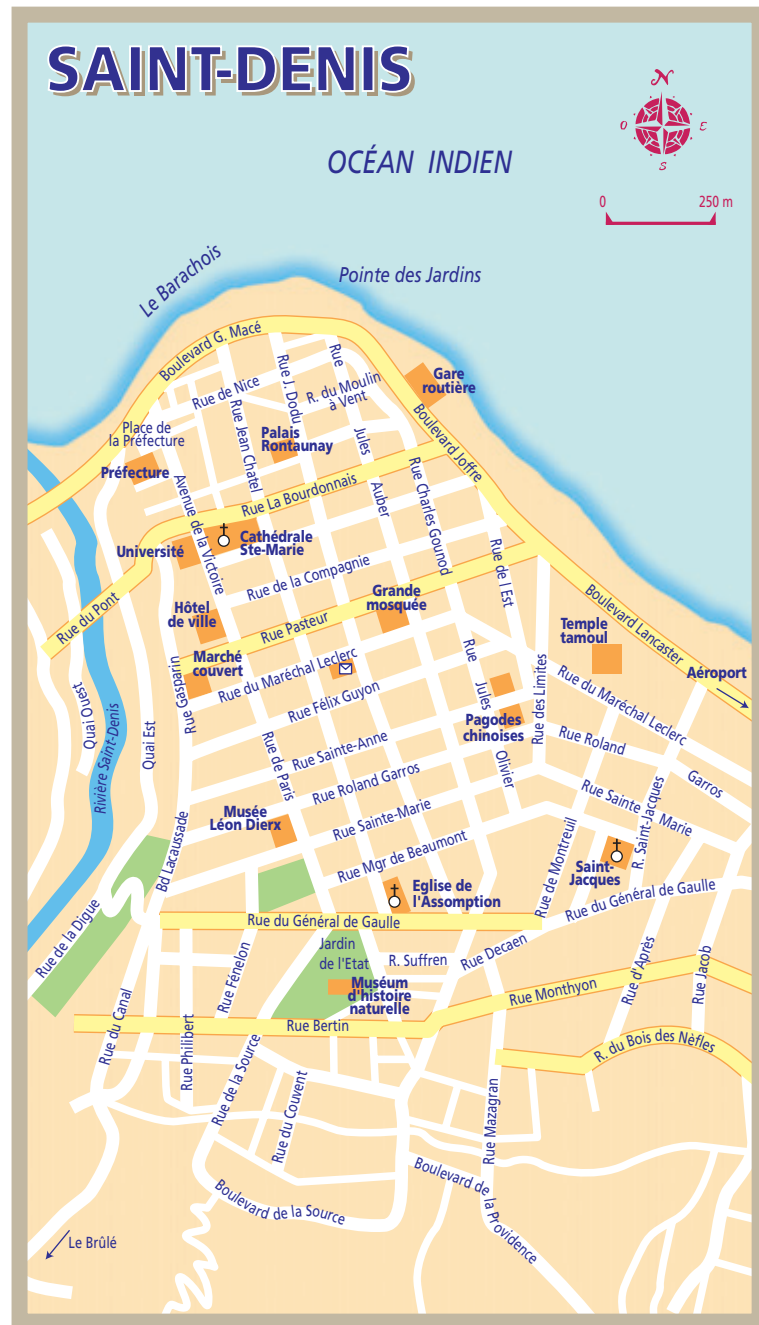 SAINT-DENIS
N
O
E
S
OCÉAN INDIEN
0
250 m
Le Barachois
Pointe des Jardins
Boulevard G. Macé
Rue de Nice
Rue J. Dodu
Rue
Jules
Auber
R. du Moulin
à Vent
Gare
routière
Place de
la Préfecture
Rue Jean Chatel
Palais
Rontaunay
Boulevard Joffre
Préfecture
Avenue de la Victoire
Rue La Bourdonnais
Rue Charles Gounod
Cathédrale
Ste-Marie
Université
Rue de l Est
Rue de la Compagnie
Rue du Pont
Grande
mosquée
Boulevard Lancaster
Hôtel
de ville
Rue Pasteur
Temple
tamoul
Marché
couvert
Rue Gasparin
Rue du Maréchal Leclerc
Rue
Jules
Olivier
Rue des Limites
Rue du Maréchal Leclerc
Aéroport
Quai Ouest
Rivière Saint-Denis
Quai Est
Rue Félix Guyon
Pagodes
chinoises
Rue de Paris
Rue Sainte-Anne
Rue Roland
Garros
Rue Roland Garros
Musée
Léon Dierx
Rue Sainte-Marie
Rue Sainte
Marie
Bd Lacaussade
Rue Mgr de Beaumont
Rue de Montreuil
Saint-
Jacques
R. Saint-Jacques
Eglise de
l'Assomption
Rue de la Digue
Rue du Général de Gaulle
Rue du Général de Gaulle
Jardin
de l'Etat
R. Suffren
Rue Decaen
Rue Fénelon
Muséum
d'histoire
naturelle
Rue d'Après
Rue Jacob
Rue Monthyon
Rue du Canal
Rue Philibert
Rue Bertin
R. du Bois des Nèfles
Rue de la Source
Rue du Couvent
Rue Mazagran
Boulevard de la Source
Boulevard de
la Providence
Le Brûlé